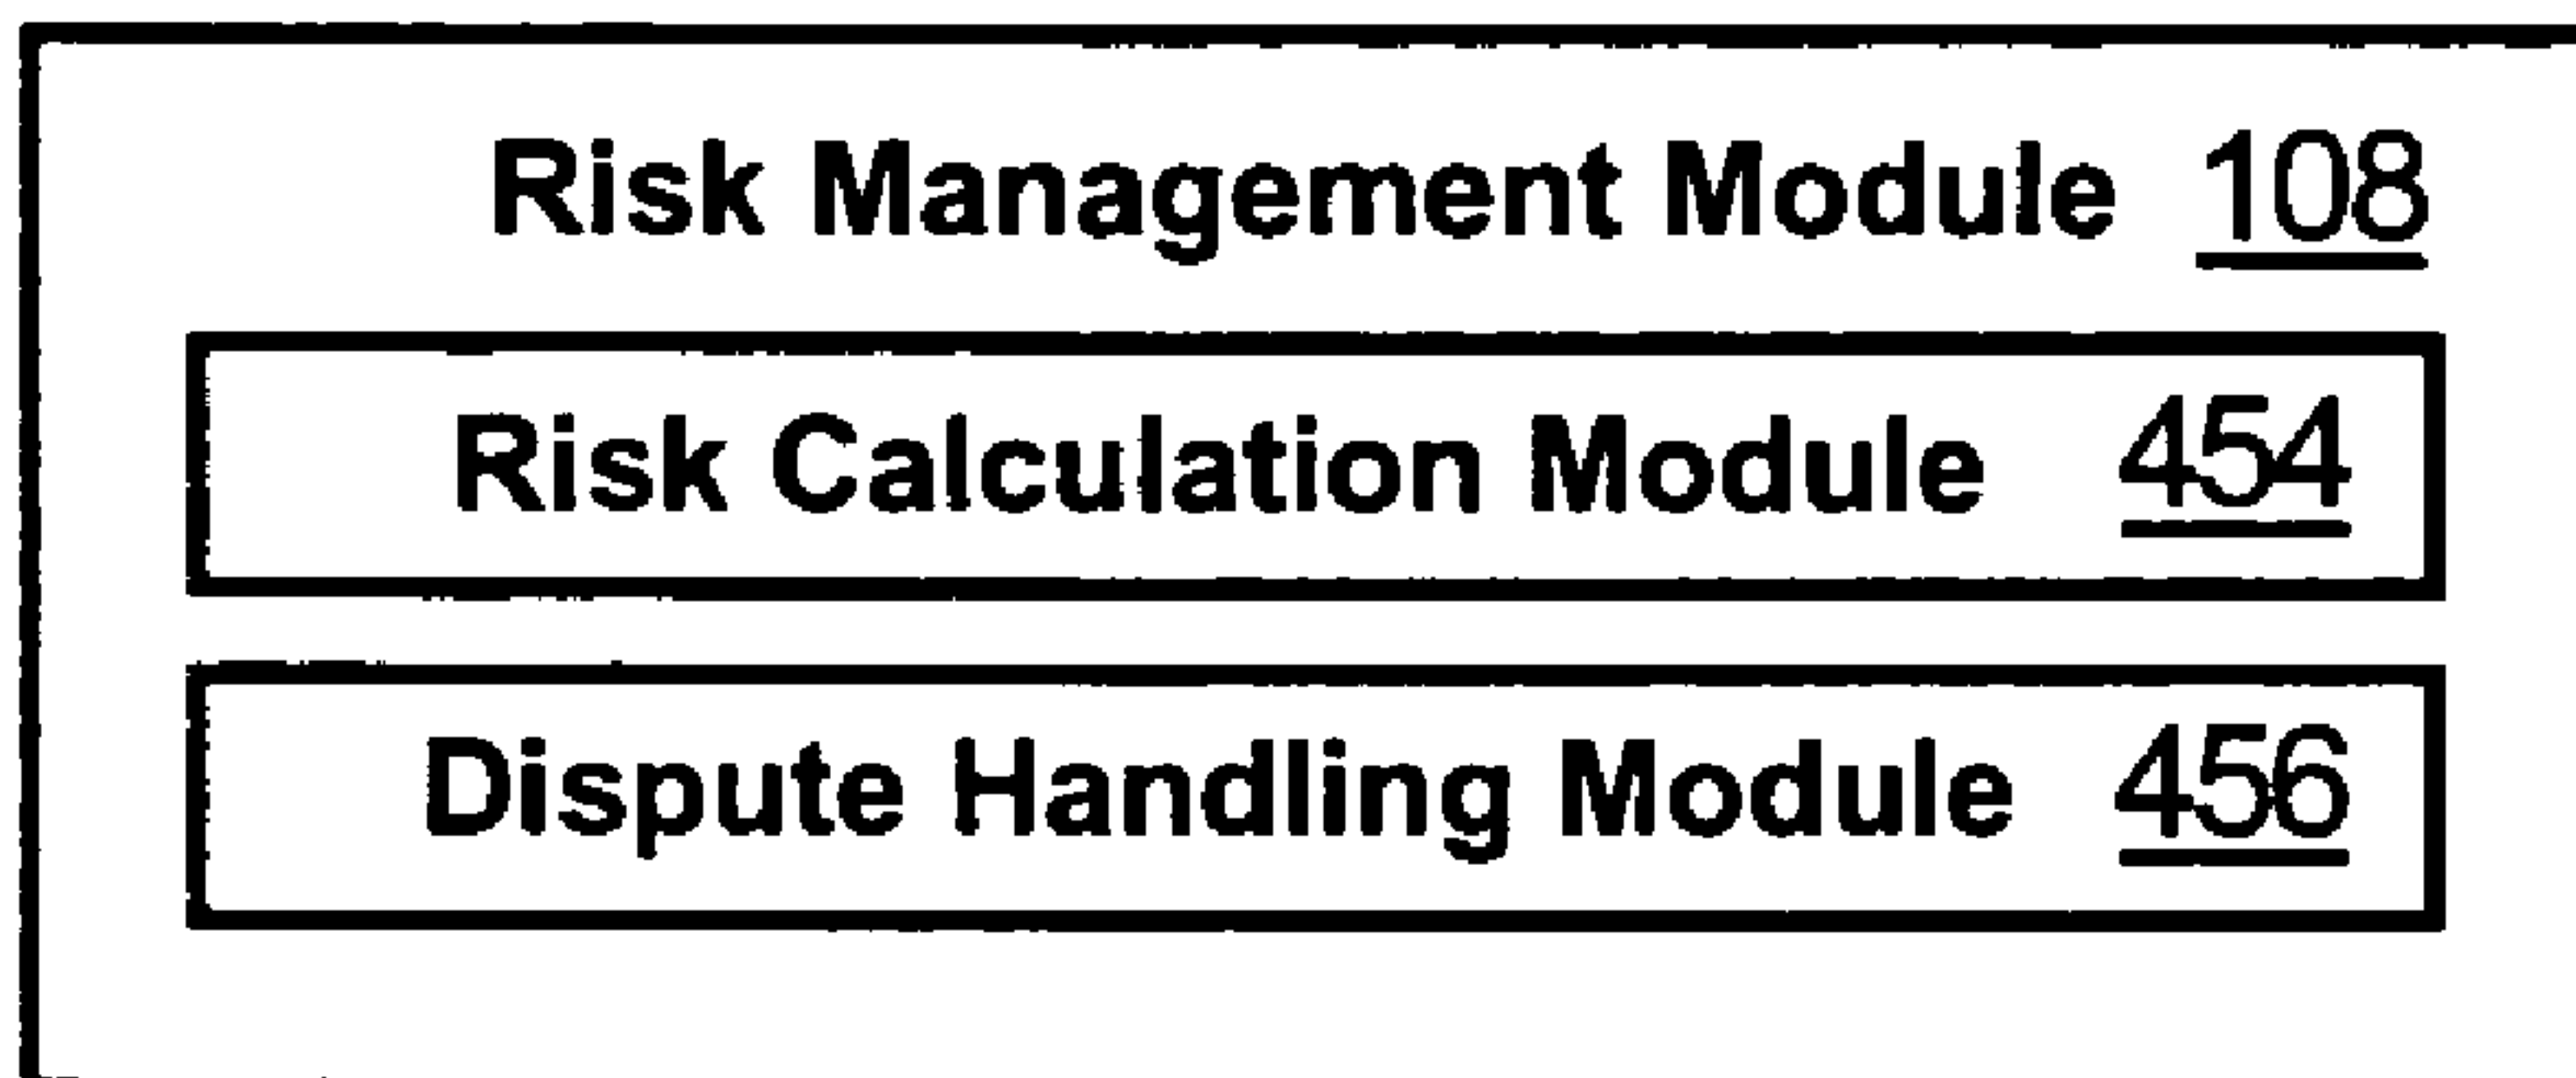 Risk Management Module 108
Risk Calculation Module 454
Dispute Handling Module 456